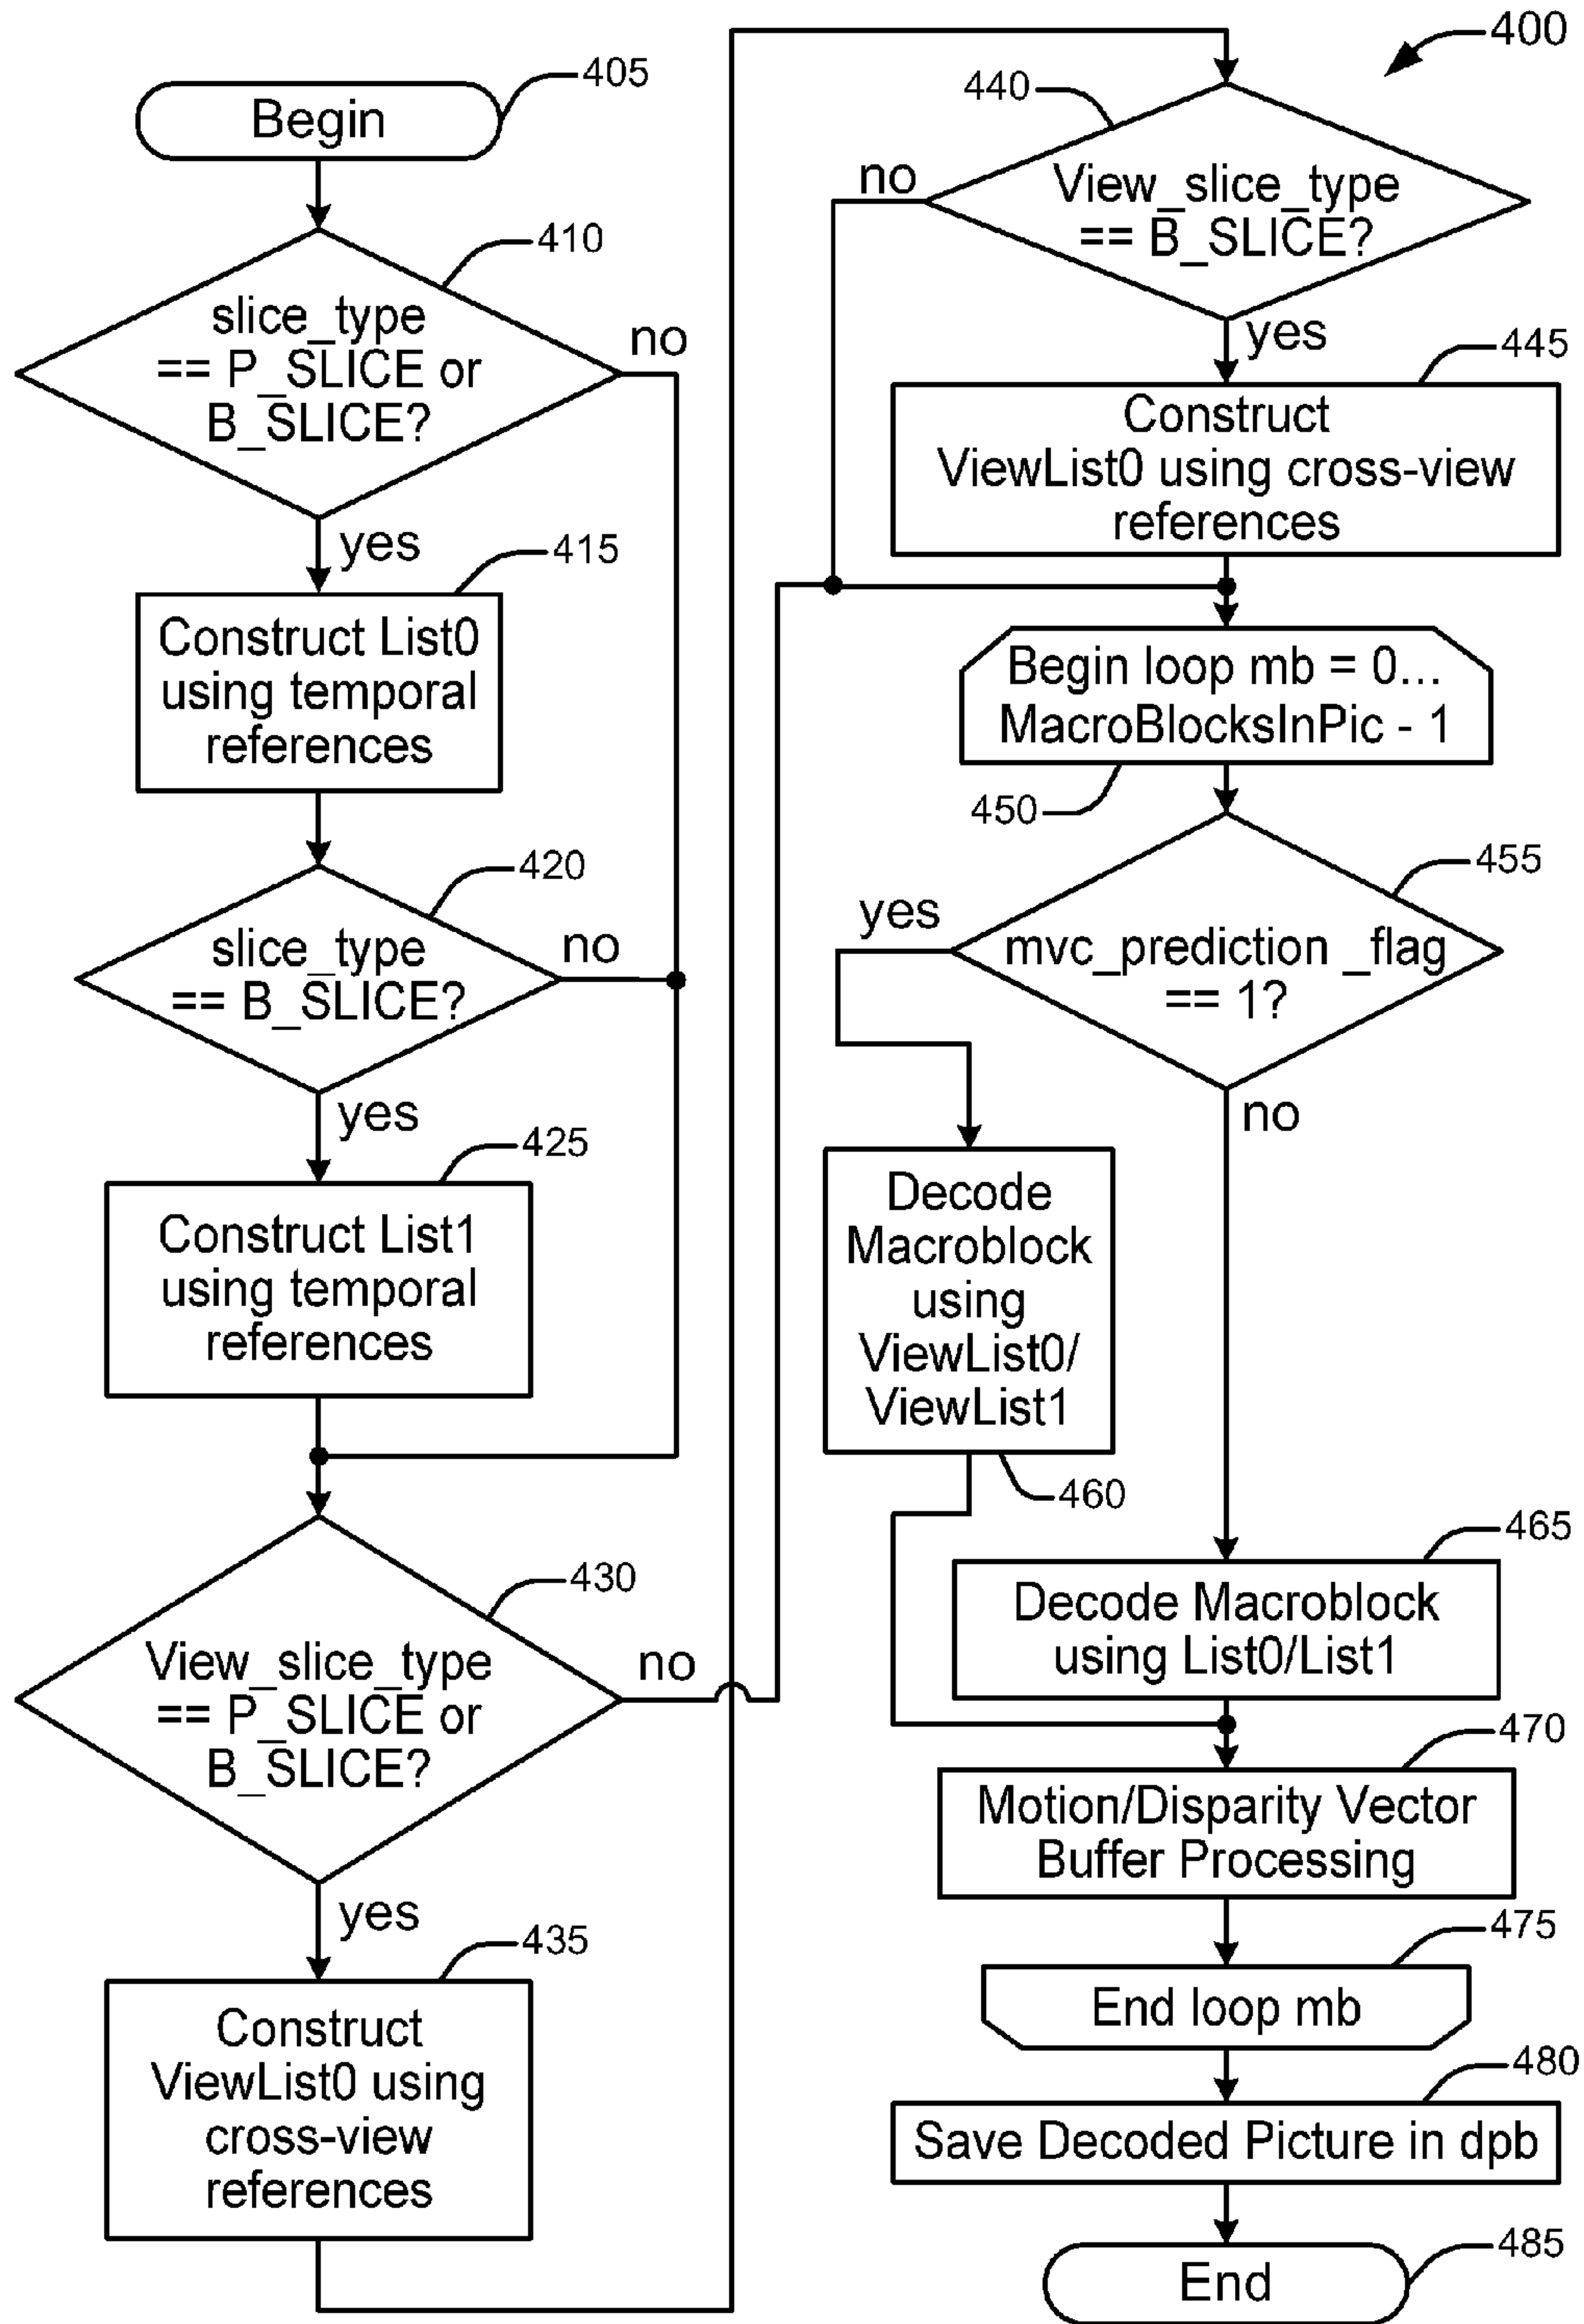 400
Begin
405
slice_type
== P_SLICE or
B_SLICE?
410
no
yes
Construct List0
using temporal
references
415
slice_type
== B_SLICE?
420
no
yes
Construct List1
using temporal
references
425
View_slice_type
== P_SLICE or
B_SLICE?
430
no
yes
Construct
ViewList0 using
cross-view
references
435
440
View_slice_type
== B_SLICE?
no
yes
445
Construct
ViewList0 using cross-view
references
Begin loop mb = 0...
MacroBlocksInPic - 1
450
455
mvc_prediction _flag
== 1?
yes
no
Decode
Macroblock
using
ViewList0/
ViewList1
460
465
Decode Macroblock
using List0/List1
470
Motion/Disparity Vector
Buffer Processing
475
End loop mb
480
Save Decoded Picture in dpb
485
End